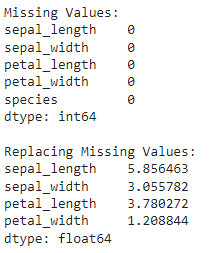 Missing Values:
sepal_length    0
sepal_width     0
petal_length    0
petal_width     0
species         0
dtype: int64

Replacing Missing Values:
sepal_length    5.856463
sepal_width     3.055782
petal_length    3.780272
petal_width     1.208844
dtype: float64